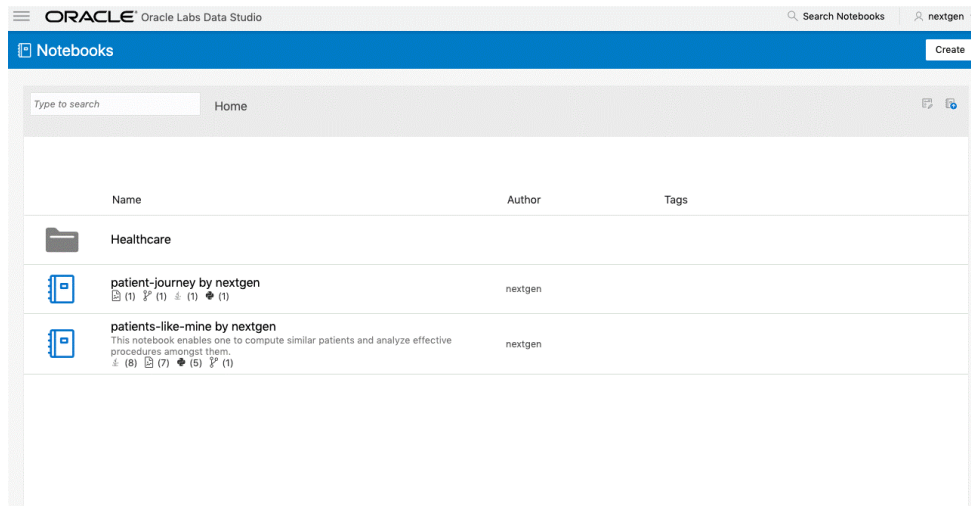 ORACLE® Oracle Labs Data Studio
Search Notebooks
nextgen
Notebooks
Create
Type to search
Home
Name
Author
Tags
Healthcare
patient-journey by nextgen
(1) (1) (1) (1)
nextgen
patients-like-mine by nextgen
This notebook enables one to compute similar patients and analyze effective
procedures amongst them.
(8) (7) (5) (1)
nextgen